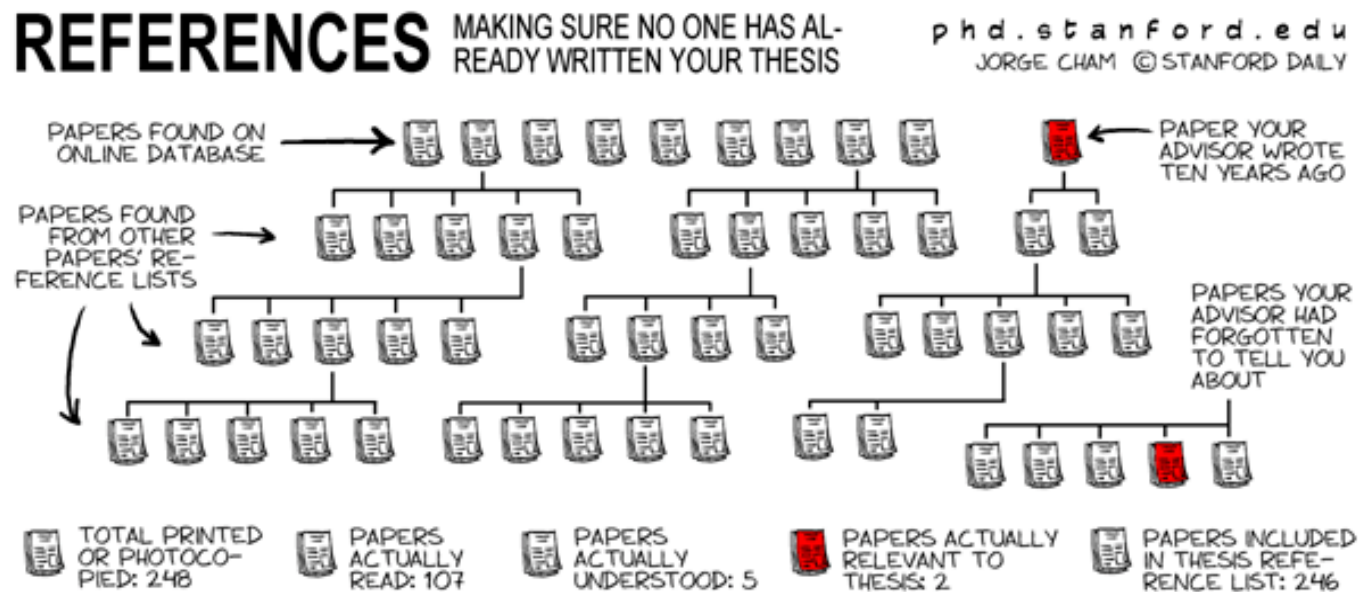 REFERENCES
MAKING SURE NO ONE HAS AL-
READY WRITTEN YOUR THESIS
phd.stanford.edu
JORGE CHAM © STANFORD DAILY
PAPERS FOUND ON
ONLINE DATABASE
PAPER YOUR
ADVISOR WROTE
TEN YEARS AGO
PAPERS FOUND
FROM OTHER
PAPERS' RE-
FERENCE LISTS
PAPERS YOUR
ADVISOR HAD
FORGOTTEN
TO TELL YOU
ABOUT
TOTAL PRINTED
OR PHOTOCO-
PIED: 248
PAPERS
ACTUALLY
READ: 107
PAPERS
ACTUALLY
UNDERSTOOD: 5
PAPERS ACTUALLY
RELEVANT TO
THESIS: 2
PAPERS INCLUDED
IN THESIS REFE-
RENCE LIST: 246